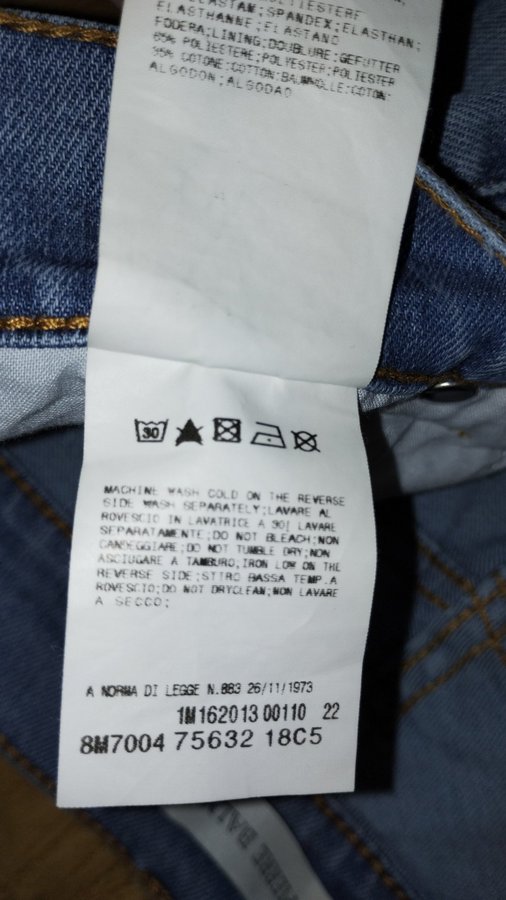 ELASTAM;SPANDEX;ELASTHAN;
ELASTHANNE;ELASTANO
FODERA;LINING;DOUBLURE;GEFUTTER
65% POLIESTERE;POLYESTER;POLIESTER
35% COTONE;COTTON;BAUMWOLLE;COTON;
ALGODON;ALGODAO
30
MACHINE WASH COLD ON THE REVERSE
SIDE WASH SEPARATELY;LAVARE AL
ROVESCIO IN LAVATRICE A 30| LAVARE
SEPARATAMENTE;DO NOT BLEACH;NON
CANDEGGIARE;DO NOT TUMBLE DRY;NON
ASCIUGARE A TAMBURO;IRON LOW ON THE
REVERSE SIDE;STIRO BASSA TEMP.A
ROVESCIO;DO NOT DRYCLEAN;NON LAVARE
A SECCO;
A NORMA DI LEGGE N.883 26/11/1973
1M162013 00110 22
8M7004 75632 18C5